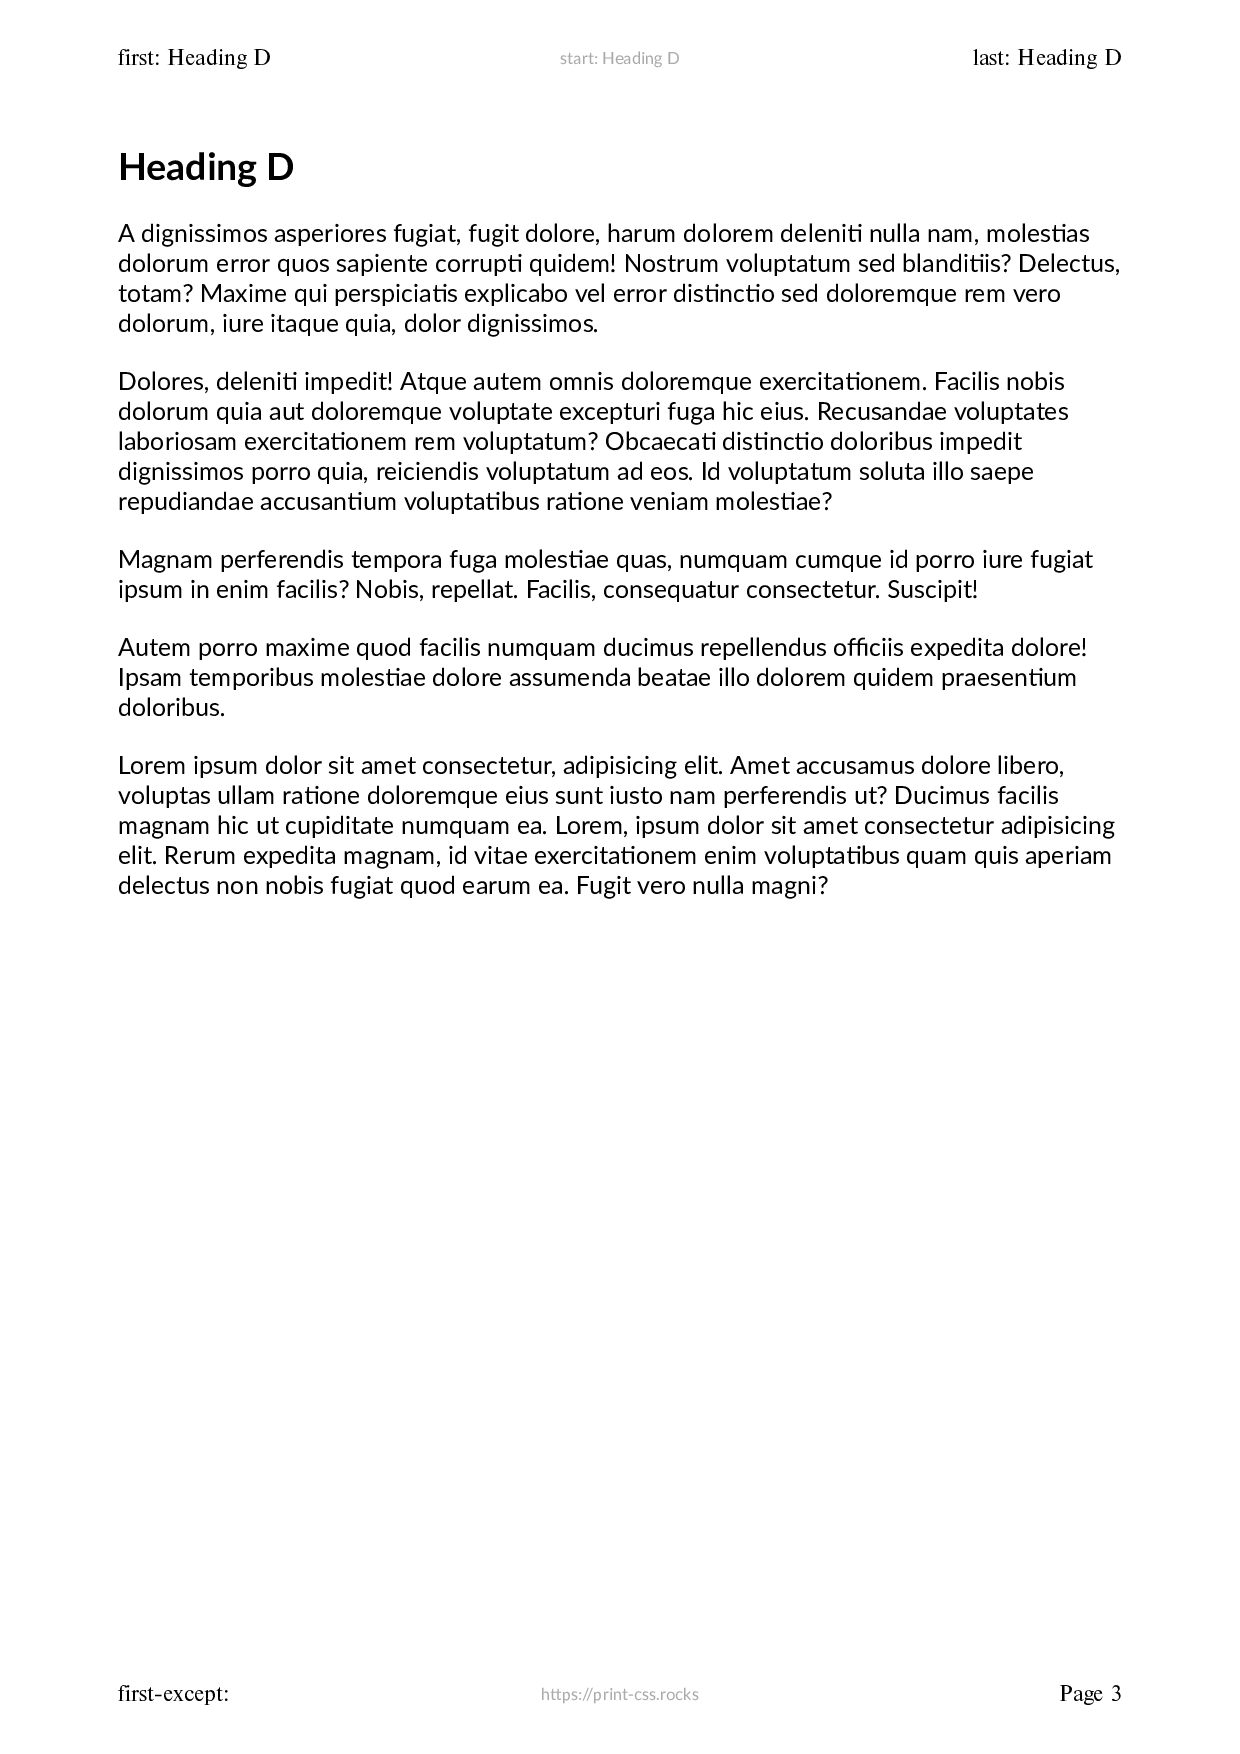 first: Heading D
start: Heading D
last: Heading D
Heading D
A dignissimos asperiores fugiat, fugit dolore, harum dolorem deleniti nulla nam, molestias
dolorum error quos sapiente corrupti quidem! Nostrum voluptatum sed blanditiis? Delectus,
totam? Maxime qui perspiciatis explicabo vel error distinctio sed doloremque rem vero
dolorum, iure itaque quia, dolor dignissimos.
Dolores, deleniti impedit! Atque autem omnis doloremque exercitationem. Facilis nobis
dolorum quia aut doloremque voluptate excepturi fuga hic eius. Recusandae voluptates
laboriosam exercitationem rem voluptatum? Obcaecati distinctio doloribus impedit
dignissimos porro quia, reiciendis voluptatum ad eos. Id voluptatum soluta illo saepe
repudiandae accusantium voluptatibus ratione veniam molestiae?
Magnam perferendis tempora fuga molestiae quas, numquam cumque id porro iure fugiat
ipsum in enim facilis? Nobis, repellat. Facilis, consequatur consectetur. Suscipit!
Autem porro maxime quod facilis numquam ducimus repellendus officiis expedita dolore!
Ipsam temporibus molestiae dolore assumenda beatae illo dolorem quidem praesentium
doloribus.
Lorem ipsum dolor sit amet consectetur, adipisicing elit. Amet accusamus dolore libero,
voluptas ullam ratione doloremque eius sunt iusto nam perferendis ut? Ducimus facilis
magnam hic ut cupiditate numquam ea. Lorem, ipsum dolor sit amet consectetur adipisicing
elit. Rerum expedita magnam, id vitae exercitationem enim voluptatibus quam quis aperiam
delectus non nobis fugiat quod earum ea. Fugit vero nulla magni?
first-except:
https://print-css.rocks
Page 3